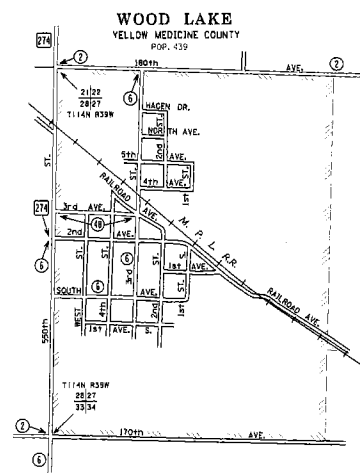 WOOD LAKE
YELLOW MEDICINE COUNTY
POP. 439
274
2
180th
AVE.
2
21 22
28 27
T114N R39W
6
HAGEN DR.
ST.
NORTH AVE.
2nd
5th AVE.
4th AVE.
ST.
1st
RAILROAD AVE.
M. P. L. R.R.
ST.
274
3rd AVE.
48
2nd AVE.
6
ST.
ST.
6
3rd
ST.
S.
1st AVE.
ST.
6
SOUTH
WEST
4th
2nd
1st
1st AVE. S.
RAILROAD AVE.
550th
T114N R39W
28 27
33 34
2
170th AVE.
6